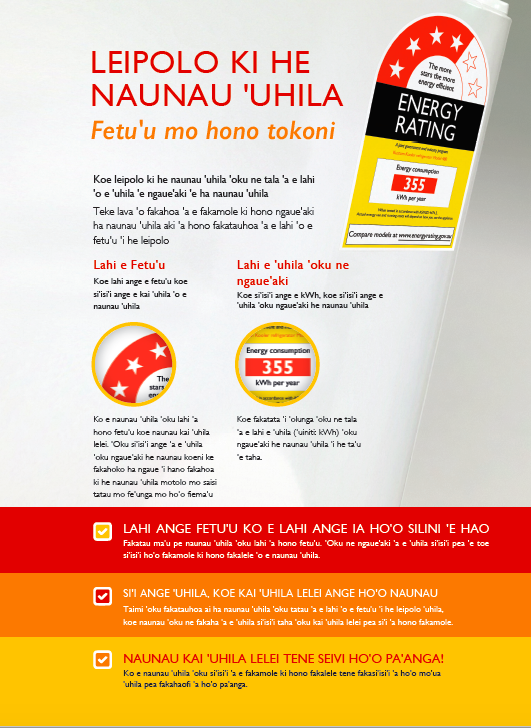 LEIPOLO KI HE
NAUNAU 'UHILA
Fetu'u mo hono tokoni
The more
stars the more
energy efficient
ENERGY
RATING
A joint government and industry program
Energy consumption
355
kWh per year
Compare models at www.energyrating.gov.au
Koe leipolo ki he naunau 'uhila 'oku ne tala 'a e lahi
'o e 'uhila 'e ngaue'aki 'e ha naunau 'uhila
Teke lava 'o fakahoa 'a e fakamole ki hono ngaue'aki
ha naunau 'uhila aki 'a hono fakatauhoa 'a e lahi 'o e
fetu'u 'i he leipolo
Lahi e Fetu'u
Koe lahi ange e fetu'u koe
si'isi'i ange e kai 'uhila 'o e
naunau 'uhila
The
stars
ene
Ko e naunau 'uhila 'oku lahi 'a
hono fetu'u koe naunau kai 'uhila
lelei. 'Oku si'isi'i ange 'a e 'uhila
'oku ngaue'aki he naunau koeni ke
fakahoko ha ngaue 'i hano fakahoa
ki he naunau 'uhila motolo mo saisi
tatau mo fe'unga mo ho'o fiema'u
Lahi e 'uhila 'oku ne
ngaue'aki
Koe si'isi'i ange e kWh, koe si'isi'i ange e
'uhila 'oku ngaue'aki he naunau 'uhila
Energy consumption
355
kWh per year
Koe fakatata 'i 'olunga 'oku ne tala
'a e lahi e 'uhila ('uiniti: kWh) 'oku
ngaue'aki he naunau 'uhila 'i he ta'u
'e taha.
LAHI ANGE FETU'U KO E LAHI ANGE IA HO'O SILINI 'E HAO
Fakatau ma'u pe naunau 'uhila 'oku lahi 'a hono fetu'u. 'Oku ne ngaue'aki 'a e 'uhila si'isi'i pea 'e toe
si'isi'i ho'o fakamole ki hono fakalele 'o e naunau 'uhila.
SI'I ANGE 'UHILA, KOE KAI 'UHILA LELEI ANGE HO'O NAUNAU
Taimi 'oku fakatauhoa ai ha naunau 'uhila 'oku tatau 'a e lahi 'o e fetu'u 'i he leipolo 'uhila,
koe naunau 'oku ne fakaha 'a e 'uhila si'isi'i taha 'oku kai 'uhila lelei pea si'i 'a hono fakamole.
NAUNAU KAI 'UHILA LELEI TENE SEIVI HO'O PA'ANGA!
Ko e naunau 'uhila 'oku si'isi'i 'a e fakamole ki hono fakalele tene fakasi'isi'i 'a ho'o mo'ua
'uhila pea fakahaofi 'a ho'o pa'anga.